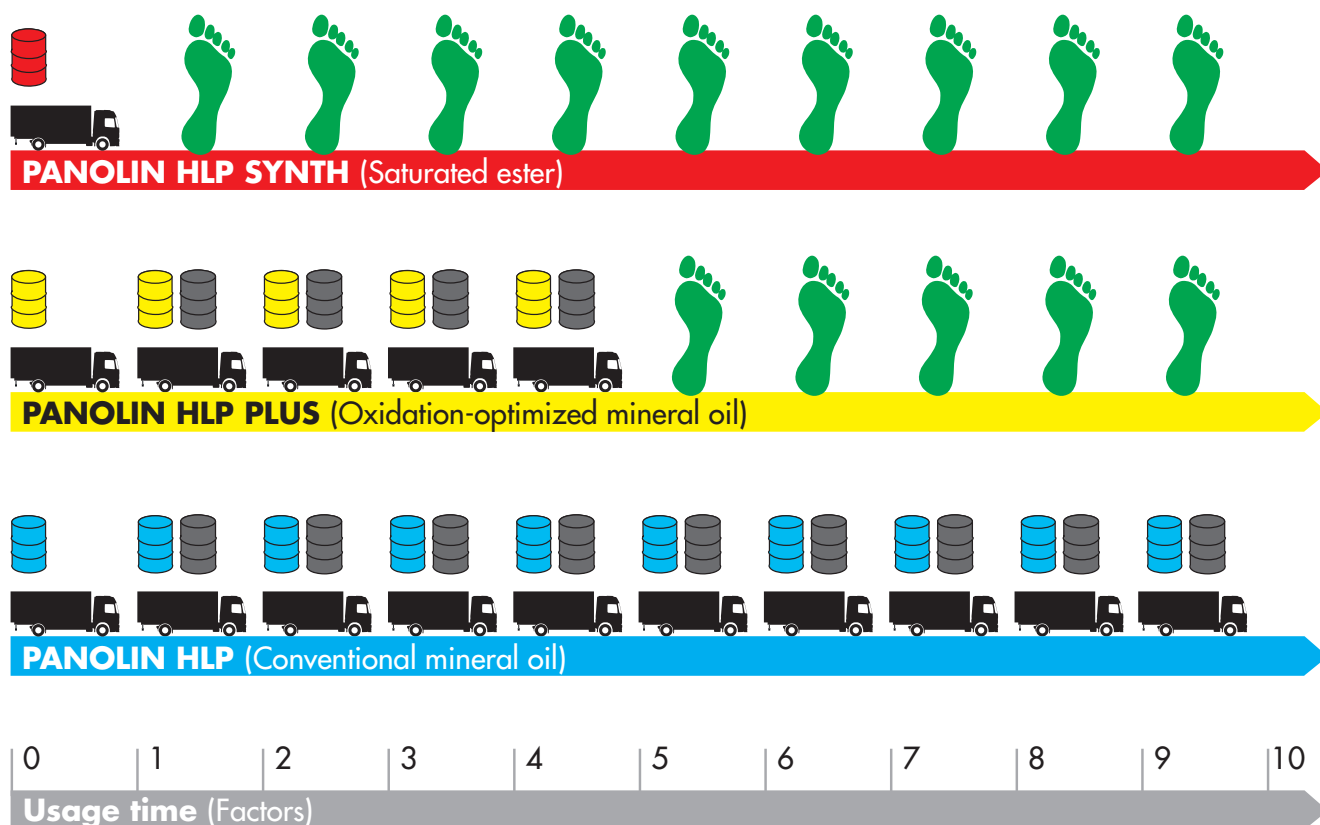 PANOLIN HLP SYNTH (Saturated ester)
PANOLIN HLP PLUS (Oxidation-optimized mineral oil)
PANOLIN HLP (Conventional mineral oil)
0 1 2 3 4 5 6 7 8 9 10
Usage time (Factors)